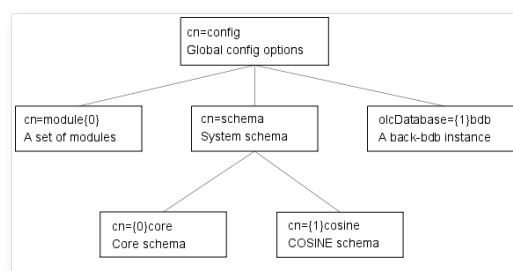 cn=config
Global config options
cn=module{0}
A set of modules
cn=schema
System schema
olcDatabase={1}bdb
A back-bdb instance
cn={0}core
Core schema
cn={1}cosine
COSINE schema